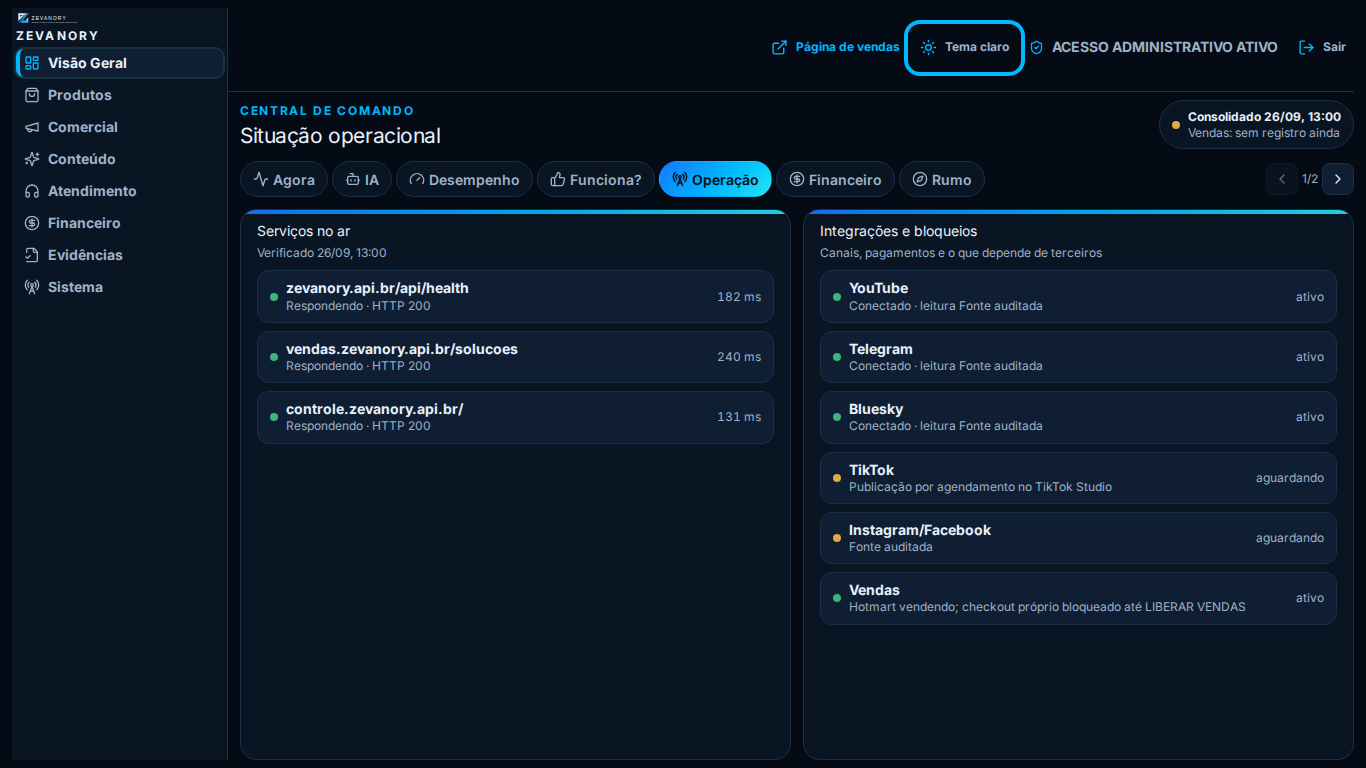 ZEVANORY
ZEVANORY
Visão Geral
Produtos
Comercial
Conteúdo
Atendimento
Financeiro
Evidências
Sistema
Página de vendas
Tema claro
ACESSO ADMINISTRATIVO ATIVO
Sair
CENTRAL DE COMANDO
Situação operacional
Consolidado 26/09, 13:00
Vendas: sem registro ainda
Agora
IA
Desempenho
Funciona?
Operação
Financeiro
Rumo
1/2
Serviços no ar
Verificado 26/09, 13:00
zevanory.api.br/api/health
Respondendo · HTTP 200
182 ms
vendas.zevanory.api.br/solucoes
Respondendo · HTTP 200
240 ms
controle.zevanory.api.br/
Respondendo · HTTP 200
131 ms
Integrações e bloqueios
Canais, pagamentos e o que depende de terceiros
YouTube
Conectado · leitura Fonte auditada
ativo
Telegram
Conectado · leitura Fonte auditada
ativo
Bluesky
Conectado · leitura Fonte auditada
ativo
TikTok
Publicação por agendamento no TikTok Studio
aguardando
Instagram/Facebook
Fonte auditada
aguardando
Vendas
Hotmart vendendo; checkout próprio bloqueado até LIBERAR VENDAS
ativo